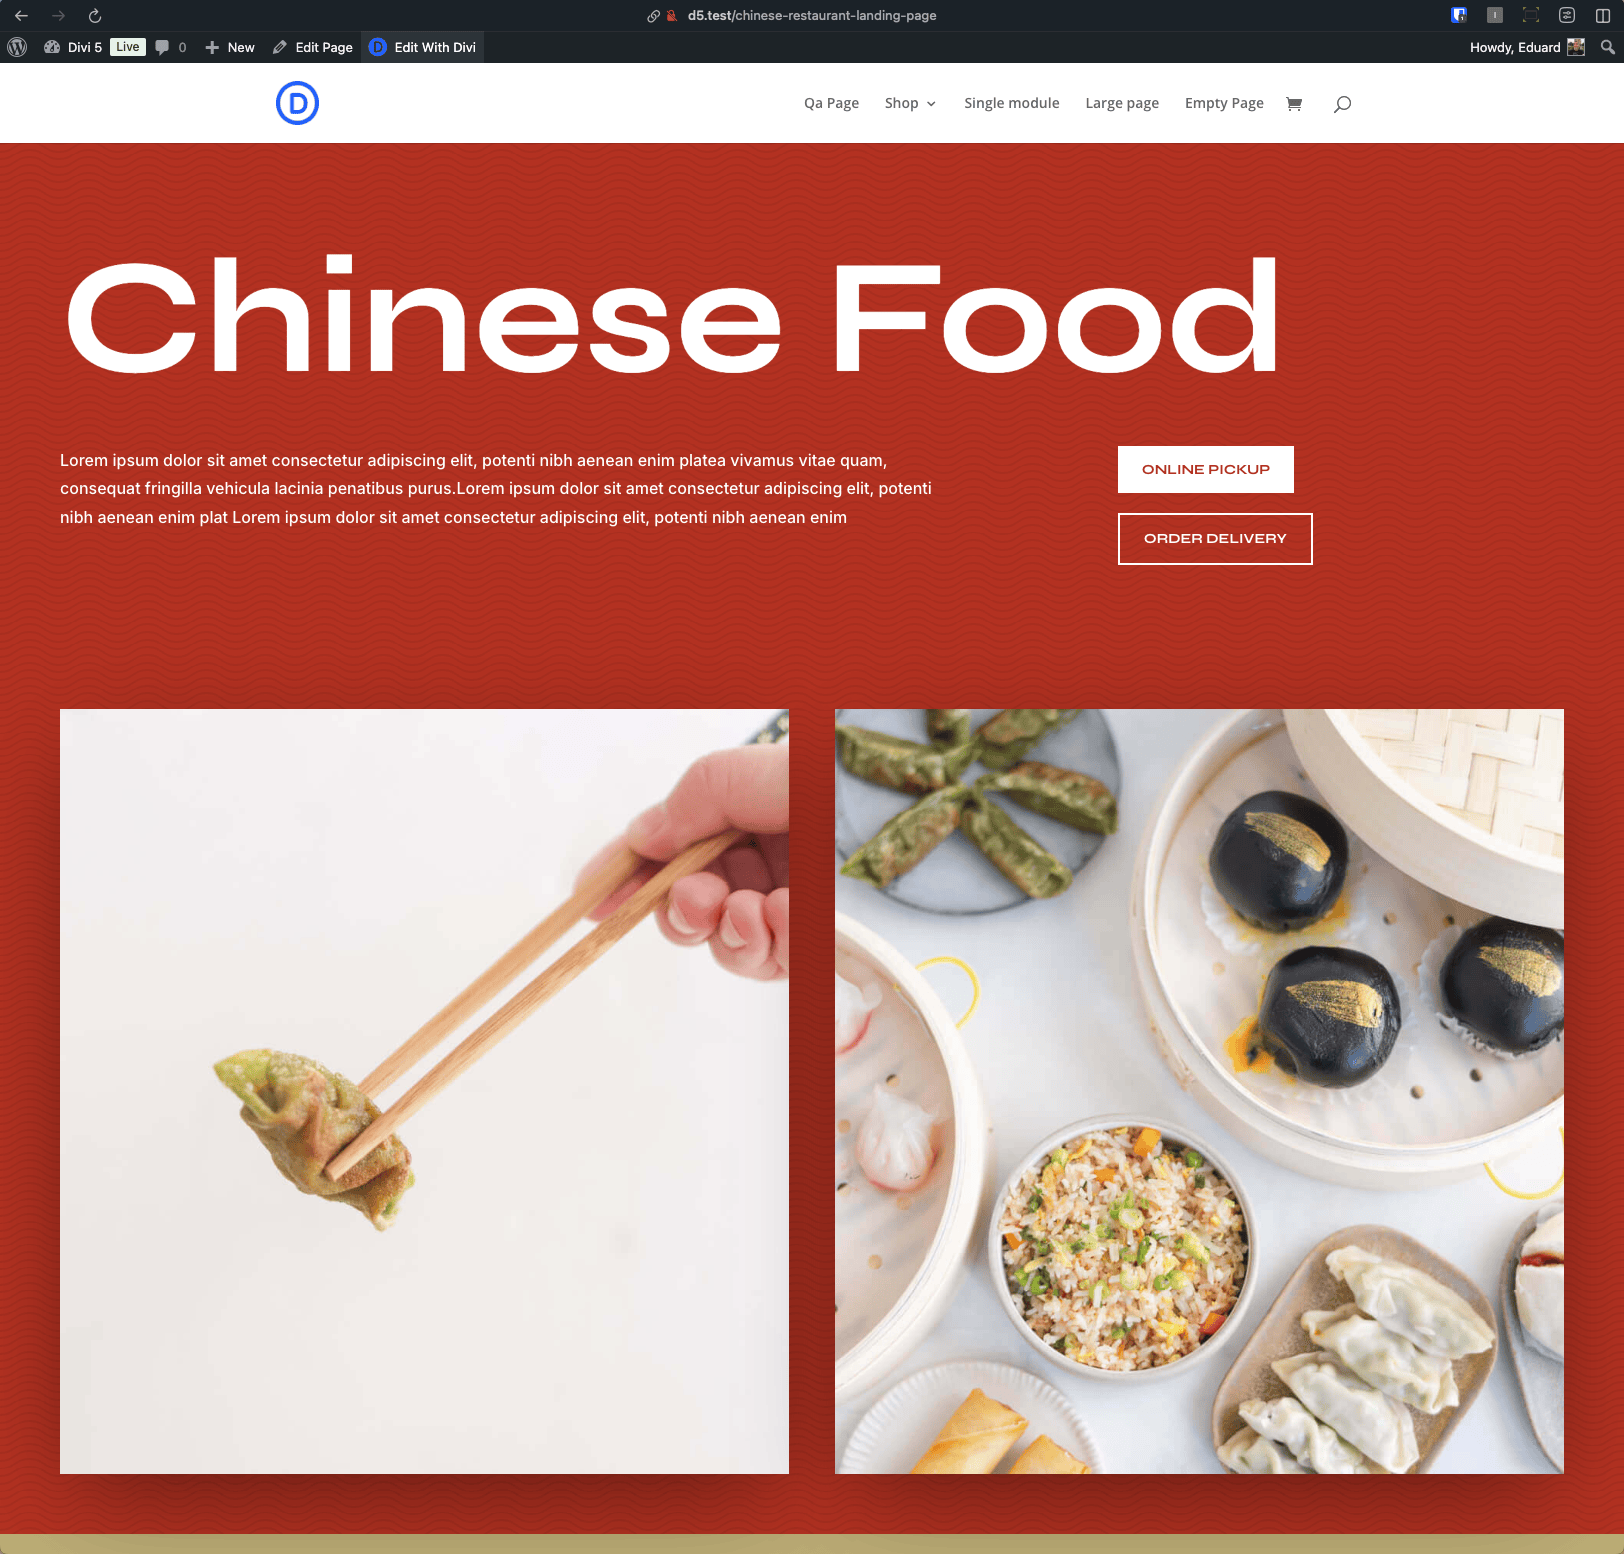 d5.test/chinese-restaurant-landing-page
Divi 5 Live 0 New Edit Page Edit With Divi Howdy, Eduard
D Qa Page Shop Single module Large page Empty Page
Chinese Food
Lorem ipsum dolor sit amet consectetur adipiscing elit, potenti nibh aenean enim platea vivamus vitae quam,
consequat fringilla vehicula lacinia penatibus purus.Lorem ipsum dolor sit amet consectetur adipiscing elit, potenti
nibh aenean enim plat Lorem ipsum dolor sit amet consectetur adipiscing elit, potenti nibh aenean enim
ONLINE PICKUP
ORDER DELIVERY